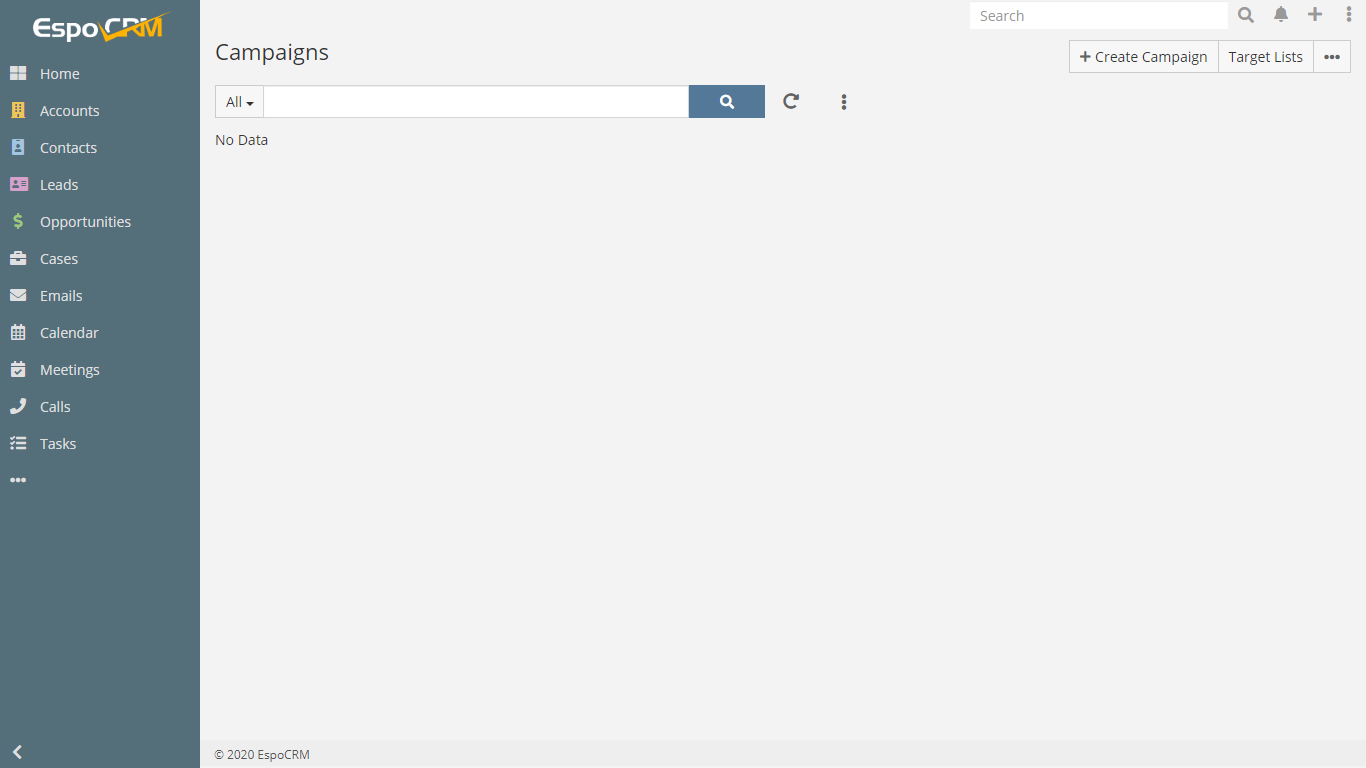 EspoCRM
Home
Accounts
Contacts
Leads
Opportunities
Cases
Emails
Calendar
Meetings
Calls
Tasks
Search
Campaigns
Create Campaign
Target Lists
All
No Data
© 2020 EspoCRM